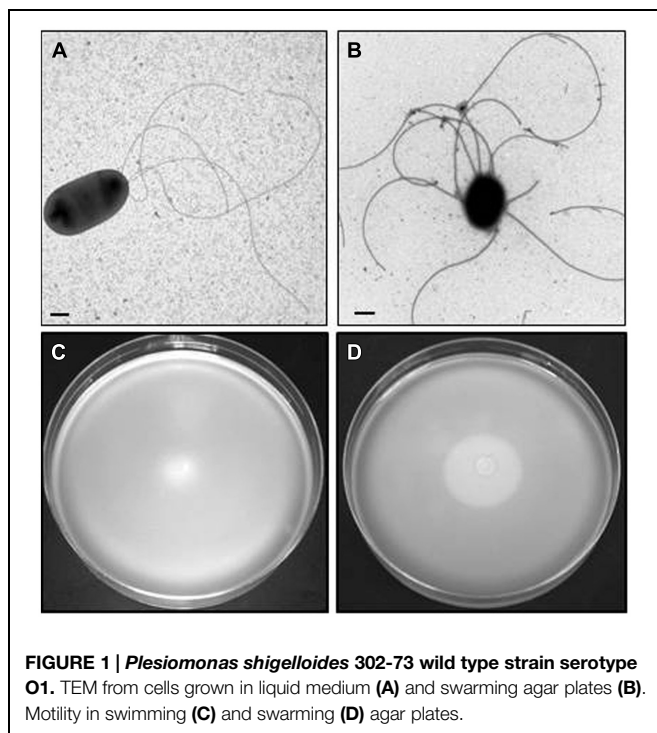 A
B
C
D
FIGURE 1 | Plesiomonas shigelloides 302-73 wild type strain serotype
O1. TEM from cells grown in liquid medium (A) and swarming agar plates (B).
Motility in swimming (C) and swarming (D) agar plates.